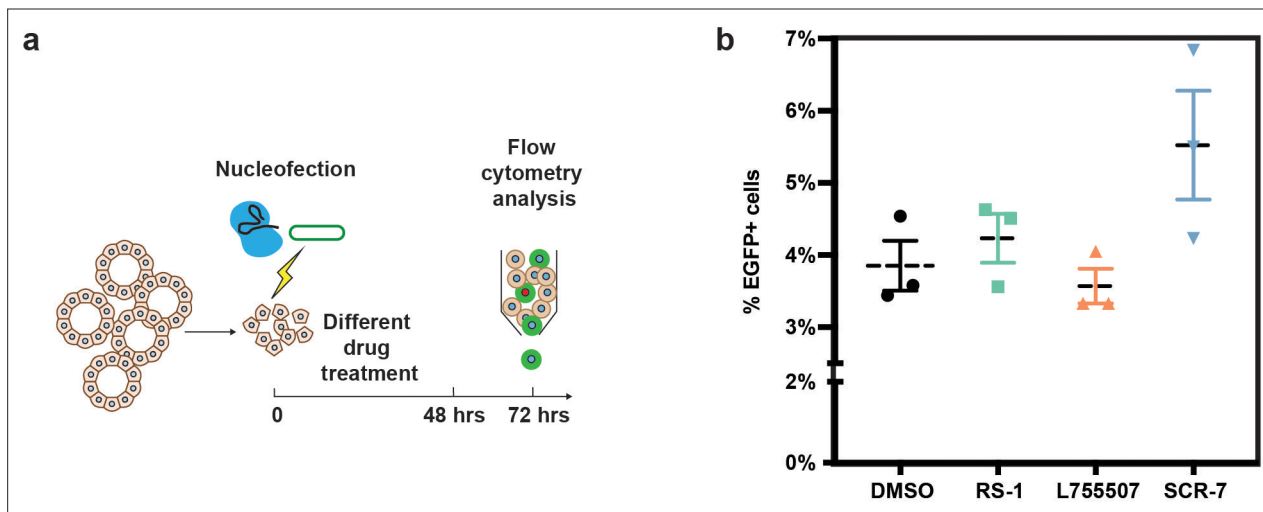 a
Nucleofection
Flow
cytometry
analysis
Different
drug
treatment
0
48 hrs
72 hrs
b
% EGFP+ cells
7%
6%
5%
4%
3%
2%
0%
DMSO
RS-1
L755507
SCR-7